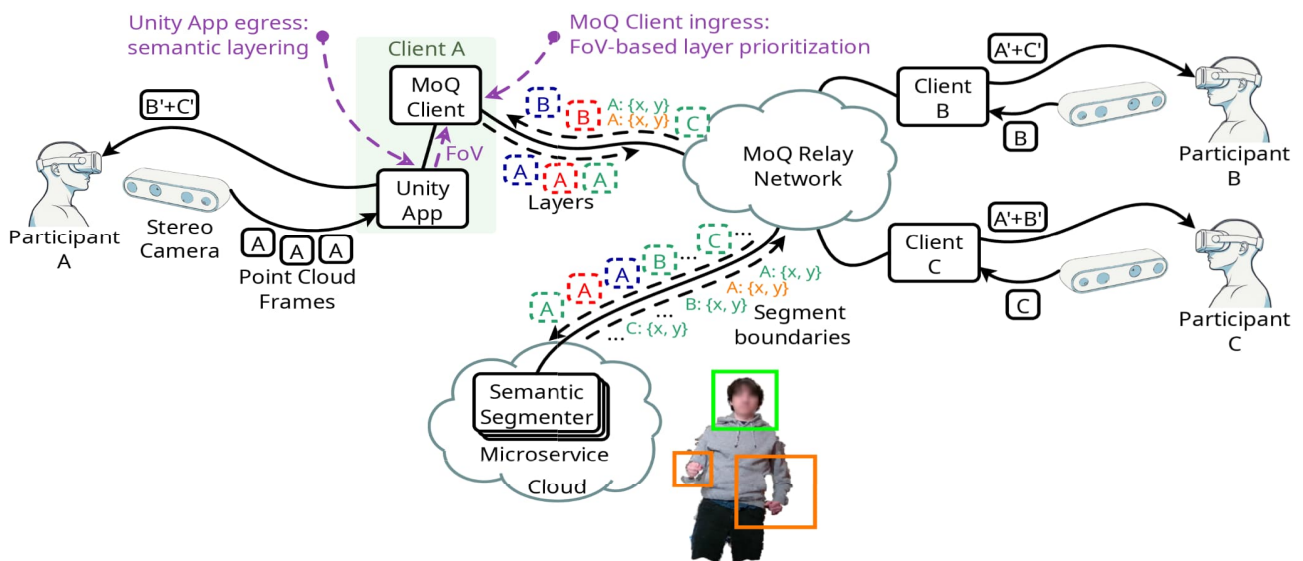 Unity App egress:
semantic layering
MoQ Client ingress:
FoV-based layer prioritization
Client A
MoQ
Client
FoV
Unity
App
B'+C'
Participant
A
Stereo
Camera
A
A
A
Point Cloud
Frames
B
B
A: {x, y}
A: {x, y}
C
A
A
A
Layers
MoQ Relay
Network
Client
B
A'+C'
B
Participant
B
Client
C
A'+B'
C
Participant
C
A
A
A
B
...
C
...
A: {x, y}
A: {x, y}
B: {x, y}
...
C: {x, y}
...
Segment
boundaries
Semantic
Segmenter
Microservice
Cloud